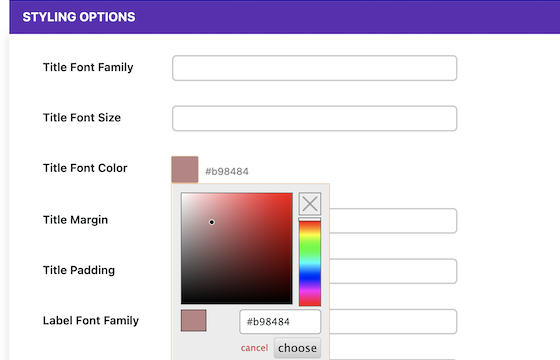 STYLING OPTIONS
Title Font Family
Title Font Size
Title Font Color
#b98484
Title Margin
Title Padding
Label Font Family
#b98484
cancel choose